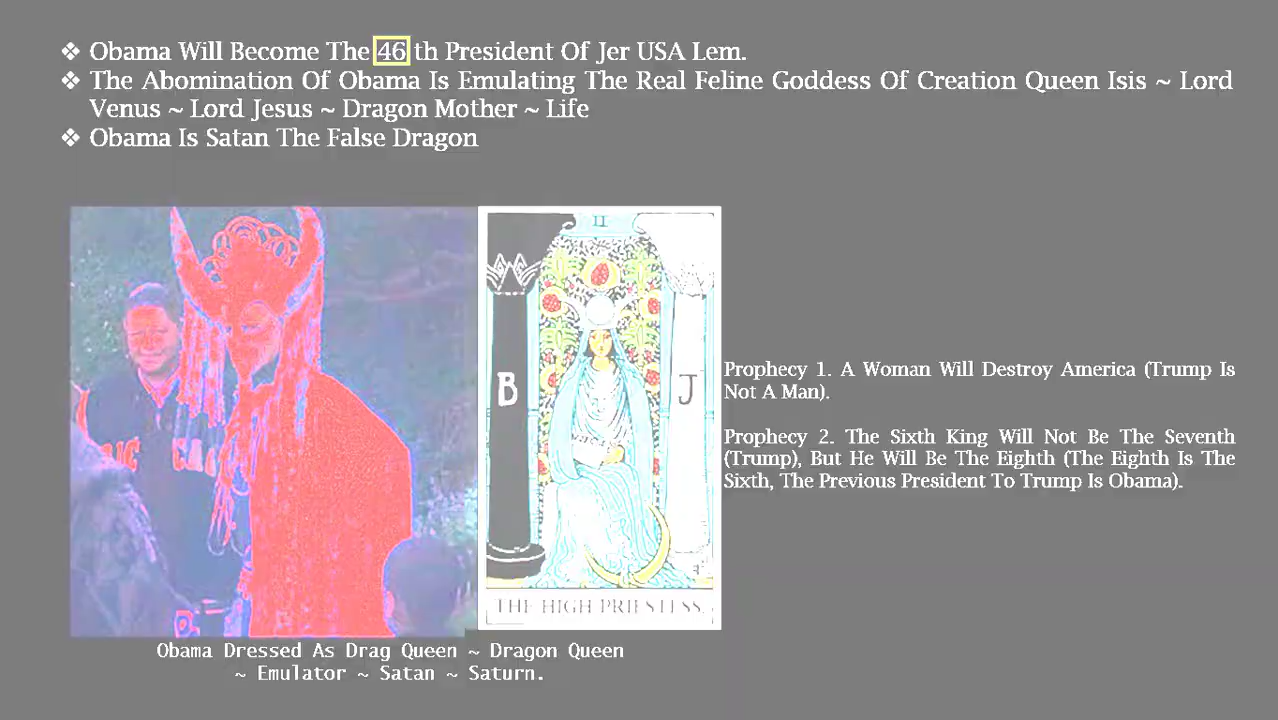 ❖ Obama Will Become The 46 th President Of Jer USA Lem.
❖ The Abomination Of Obama Is Emulating The Real Feline Goddess Of Creation Queen Isis ~ Lord
Venus ~ Lord Jesus ~ Dragon Mother ~ Life
❖ Obama Is Satan The False Dragon
II
B
J
THE HIGH PRIESTESS.
Prophecy 1. A Woman Will Destroy America (Trump Is
Not A Man).
Prophecy 2. The Sixth King Will Not Be The Seventh
(Trump), But He Will Be The Eighth (The Eighth Is The
Sixth, The Previous President To Trump Is Obama).
Obama Dressed As Drag Queen ~ Dragon Queen
~ Emulator ~ Satan ~ Saturn.